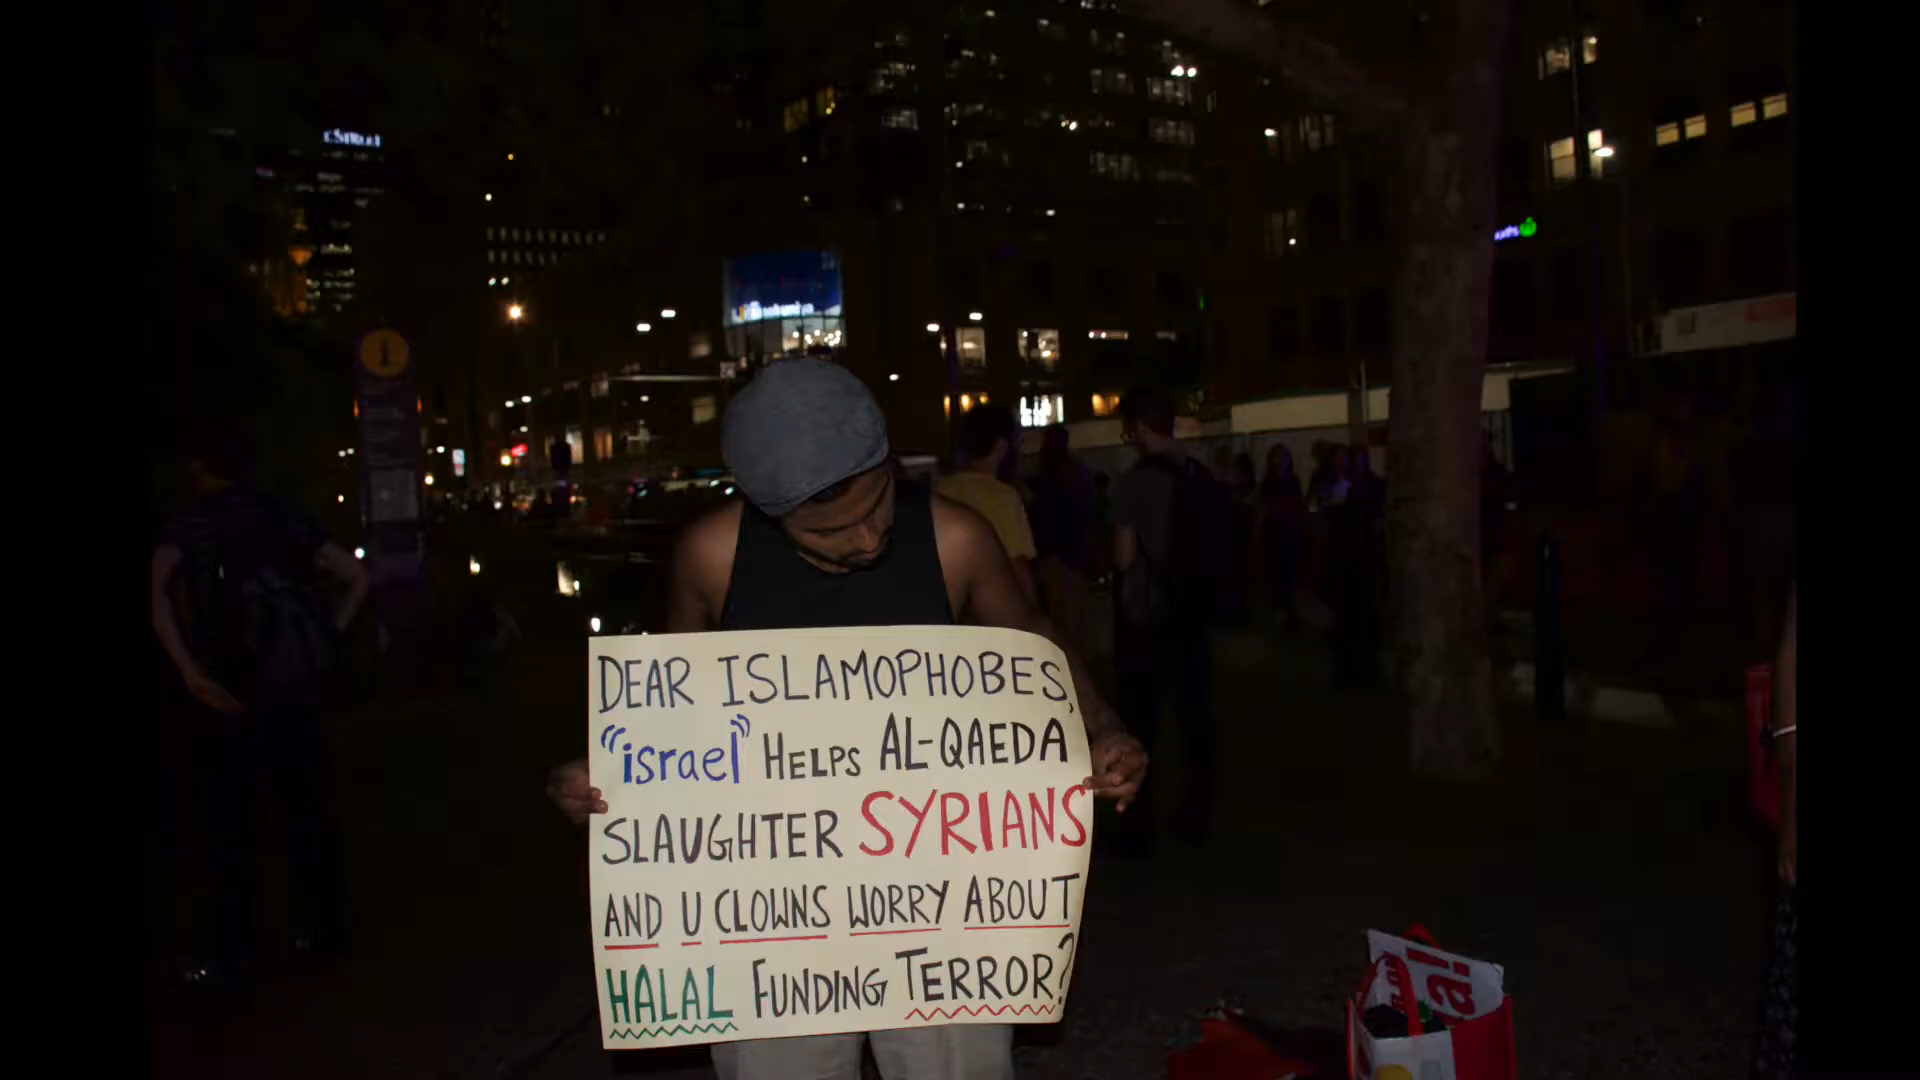 DEAR ISLAMOPHOBES,
"israel" HELPS AL-QAEDA
SLAUGHTER SYRIANS
AND U CLOWNS WORRY ABOUT
HALAL FUNDING TERROR?